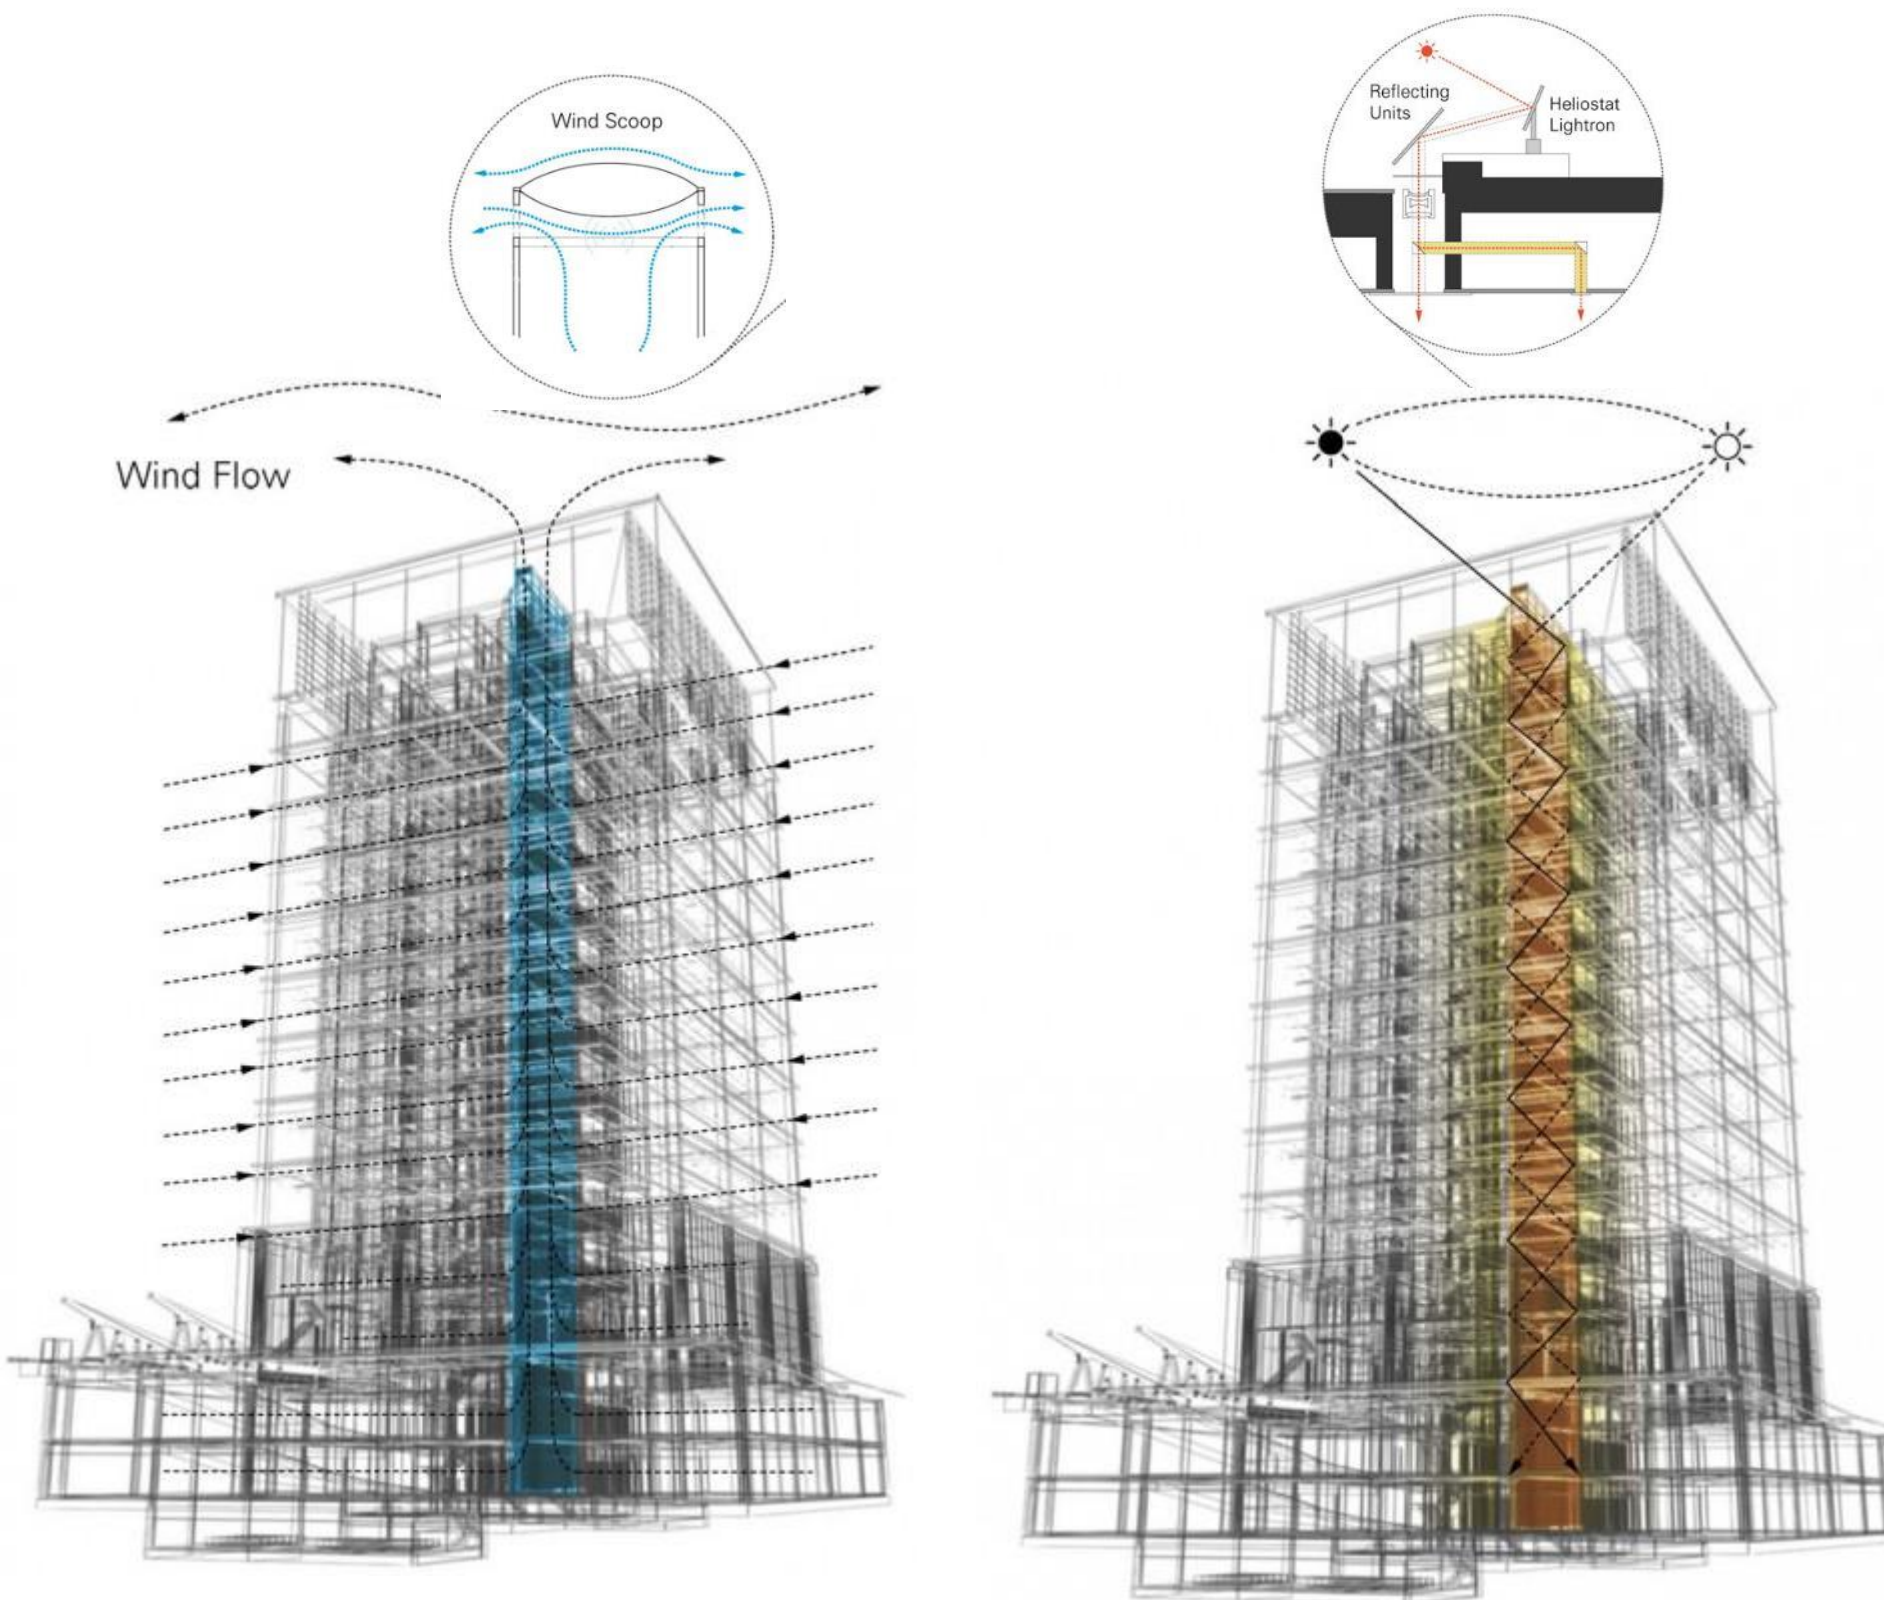 Wind Scoop
Wind Flow
Reflecting
Units
Heliostat
Lightron